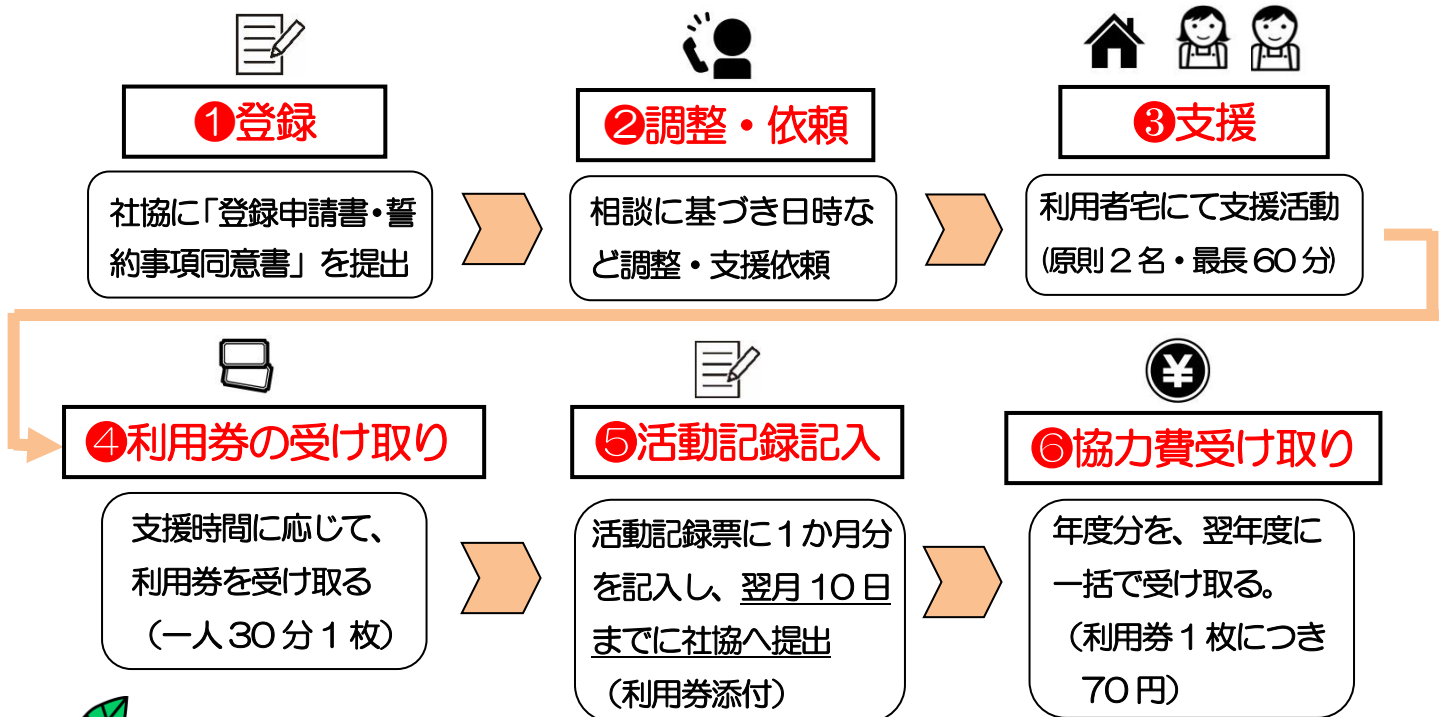 ❶登録
社協に「登録申請書・誓
約事項同意書」を提出
❷調整・依頼
相談に基づき日時な
ど調整・支援依頼
❸支援
利用者宅にて支援活動
(原則2名・最長60分)
❹利用券の受け取り
支援時間に応じて、
利用券を受け取る
(一人30分1枚)
❺活動記録記入
活動記録票に1か月分
を記入し、翌月10日
までに社協へ提出
(利用券添付)
❻協力費受け取り
年度分を、翌年度に
一括で受け取る。
(利用券1枚につき
70円)